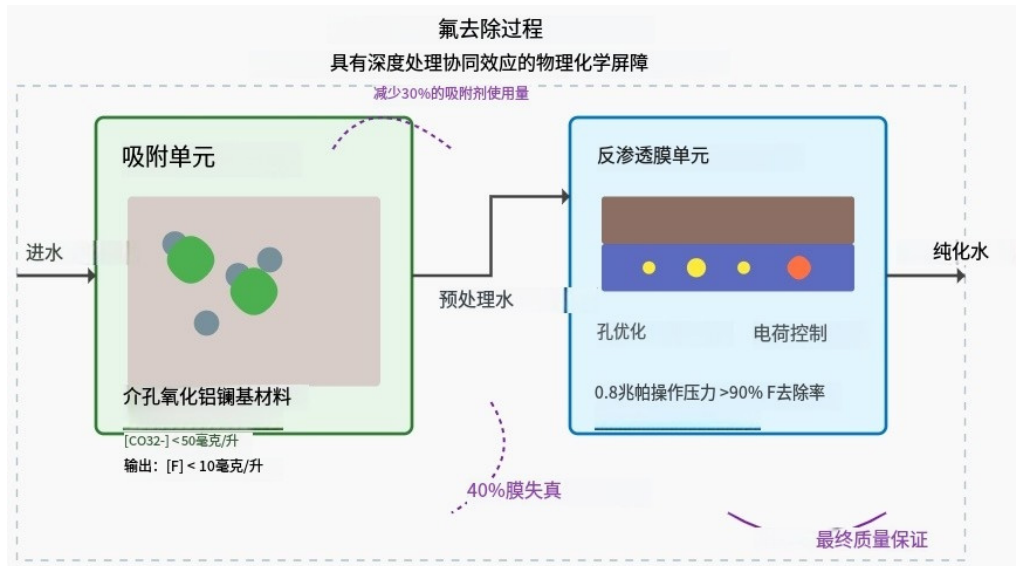 氟去除过程
具有深度处理协同效应的物理化学屏障
减少30%的吸附剂使用量
吸附单元
反渗透膜单元
进水
纯化水
预处理水
孔优化
电荷控制
介孔氧化铝镧基材料
0.8兆帕操作压力 >90% F去除率
[CO32-] < 50毫克/升
输出：[F] < 10毫克/升
40%膜失真
最终质量保证